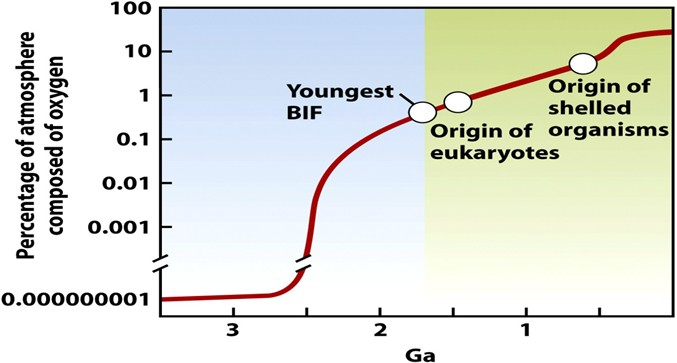 Percentage of atmosphere
composed of oxygen
100
10
1
0.1
0.01
0.001
0.000000001
Youngest
BIF
Origin of
eukaryotes
Origin of
shelled
organisms
3
2
1
Ga